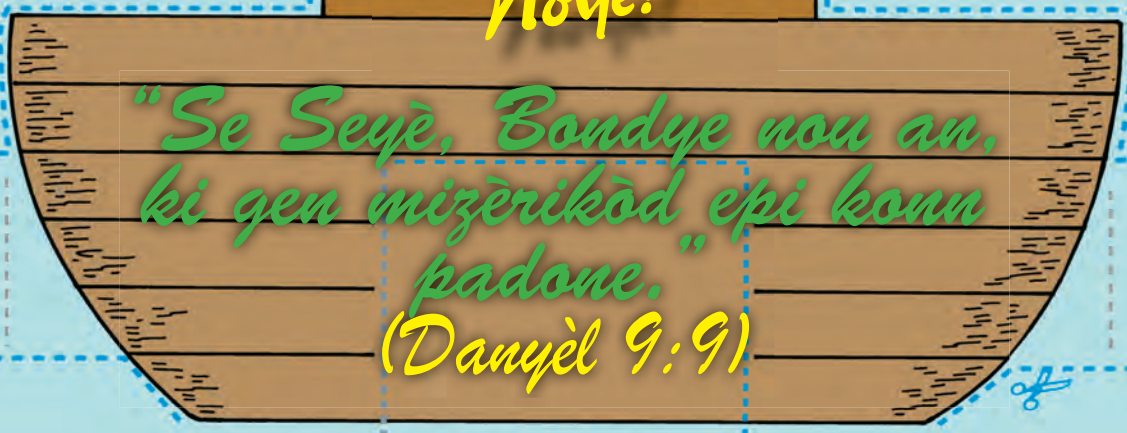 “Se Seyè, Bondye nou an,
ki gen mizèrikòd epi konn
padone.”
(Danyèl 9:9)